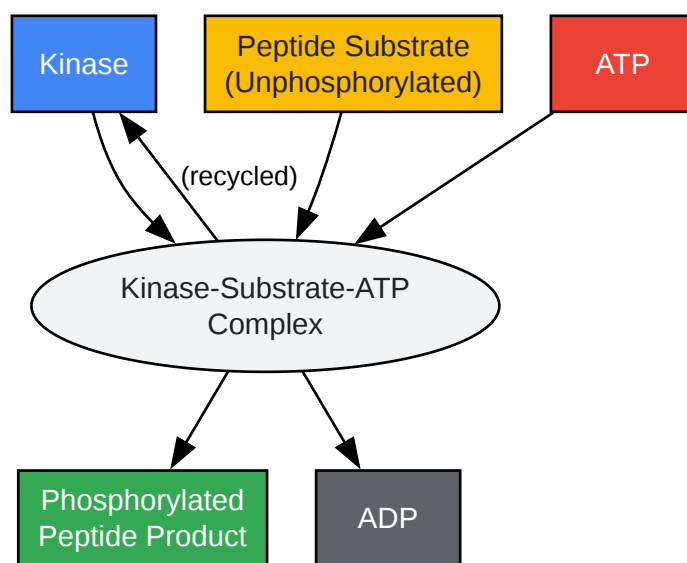 Kinase
Peptide Substrate
(Unphosphorylated)
ATP
(recycled)
Kinase-Substrate-ATP
Complex
Phosphorylated
Peptide Product
ADP